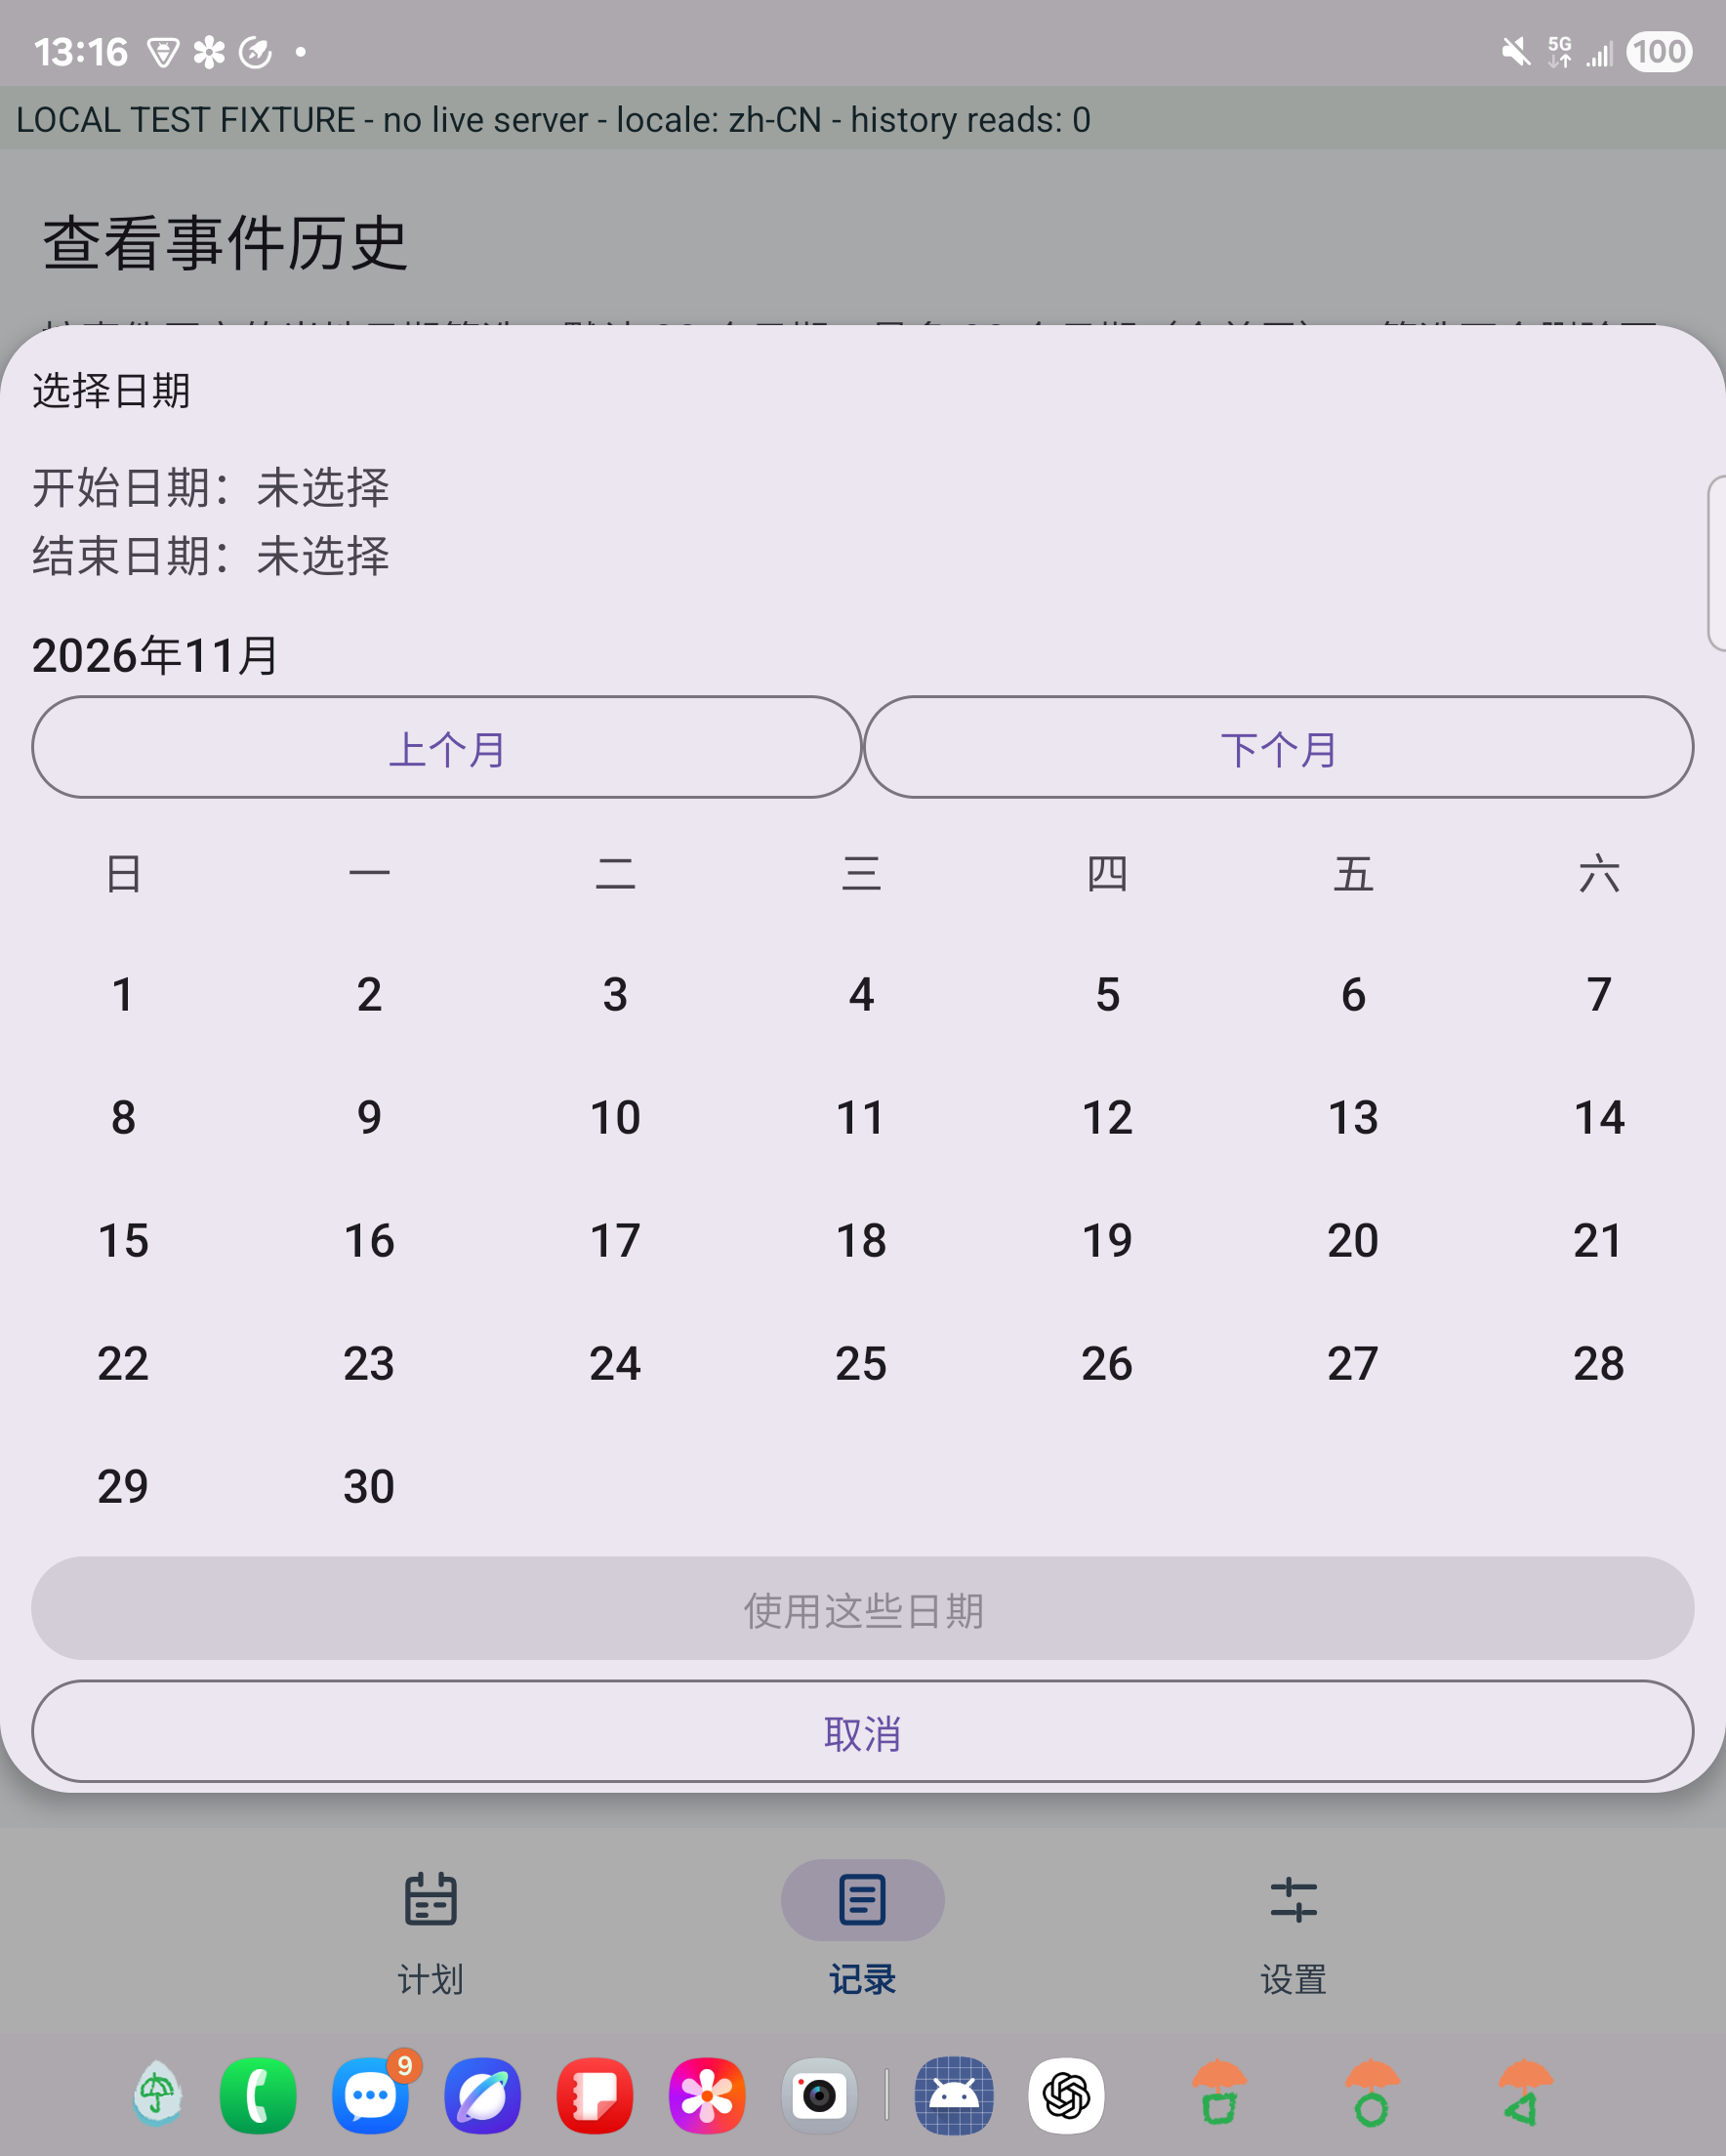 13:16
5G
100
LOCAL TEST FIXTURE - no live server - locale: zh-CN - history reads: 0
查看事件历史
选择日期
开始日期：未选择
结束日期：未选择
2026年11月
上个月 下个月
日 一 二 三 四 五 六
1 2 3 4 5 6 7
8 9 10 11 12 13 14
15 16 17 18 19 20 21
22 23 24 25 26 27 28
29 30
使用这些日期
取消
计划 记录 设置
9